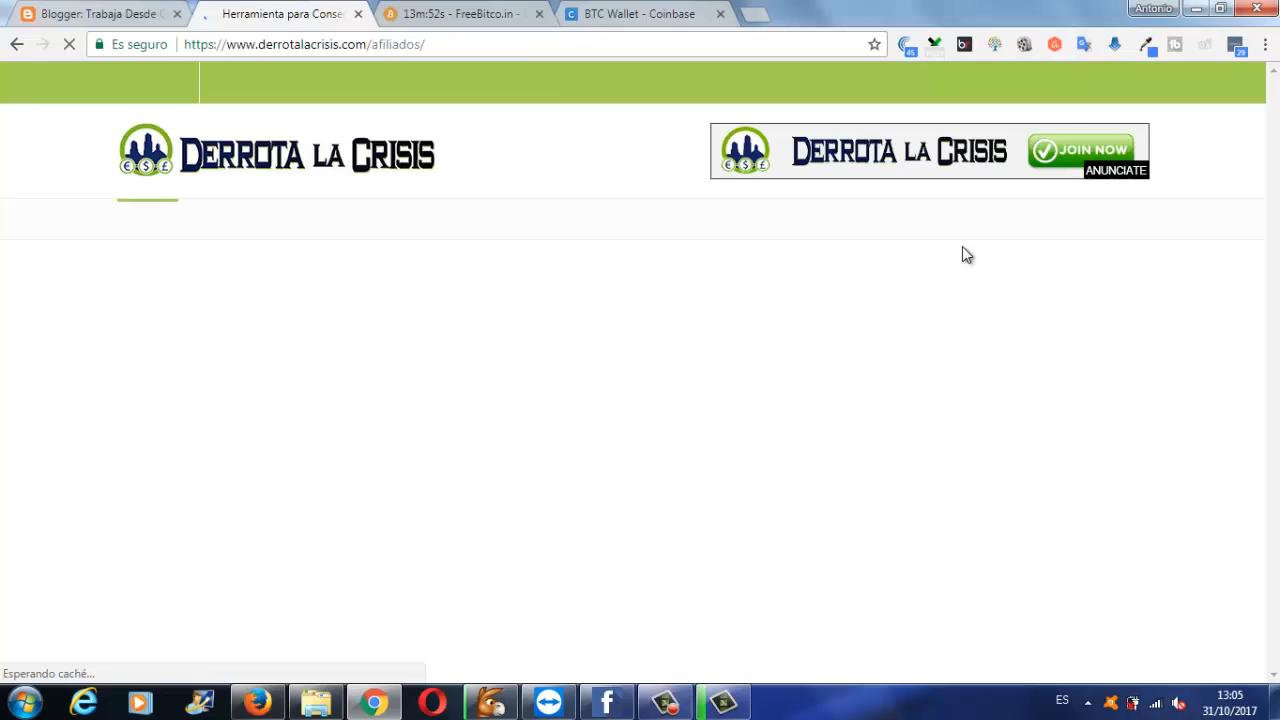 Blogger: Trabaja Desde C
Herramienta para Conse
13m:52s - FreeBitco.in -
BTC Wallet - Coinbase
Antonio
Es seguro
https://www.derrotalacrisis.com/afiliados/
45
29
DERROTA LA CRISIS
DERROTA LA CRISIS
JOIN NOW
ANUNCIATE
Esperando caché...
ES
13:05
31/10/2017